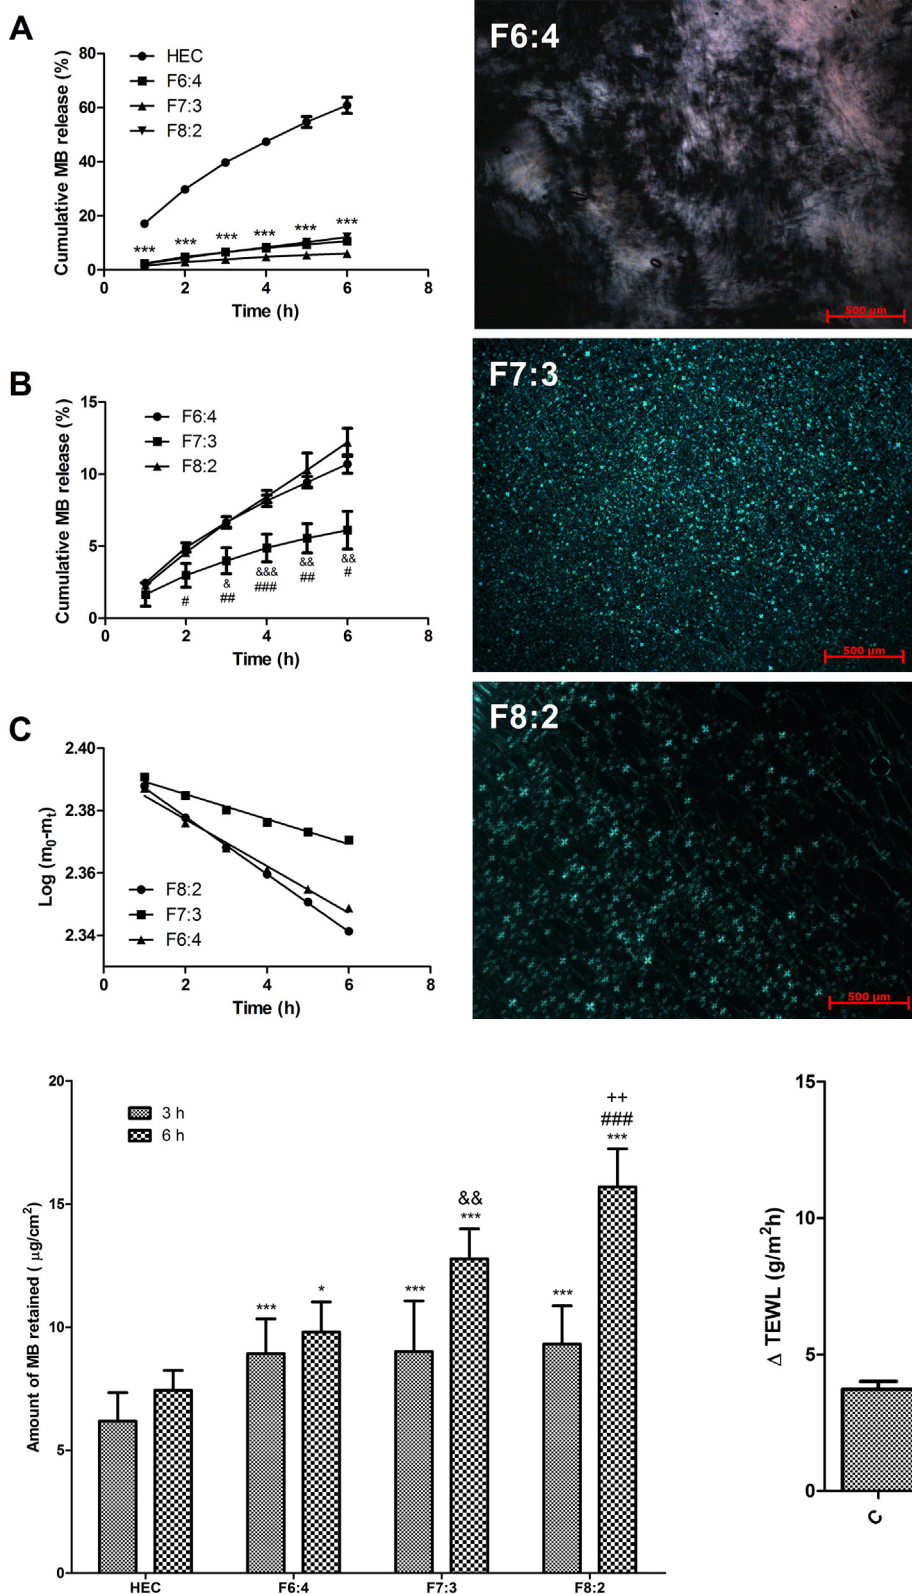 A
Cumulative MB release (%)
80
60
40
20
0
HEC
F6:4
F7:3
F8:2
*** *** *** *** *** ***
0 2 4 6 8
Time (h)
F6:4
500 µm
B
Cumulative MB release (%)
15
10
5
0
F6:4
F7:3
F8:2
& &&& && &&
# ## ### ## #
0 2 4 6 8
Time (h)
F7:3
500 µm
C
Log (m0-mt)
2.40
2.38
2.36
2.34
F8:2
F7:3
F6:4
0 2 4 6 8
Time (h)
F8:2
500 µm
Amount of MB retained ( µg/cm2)
20
15
10
5
0
3 h
6 h
***
*
***
&&
***
***
++
###
***
HEC F6:4 F7:3 F8:2
Δ TEWL (g/m2h)
15
10
5
0
C